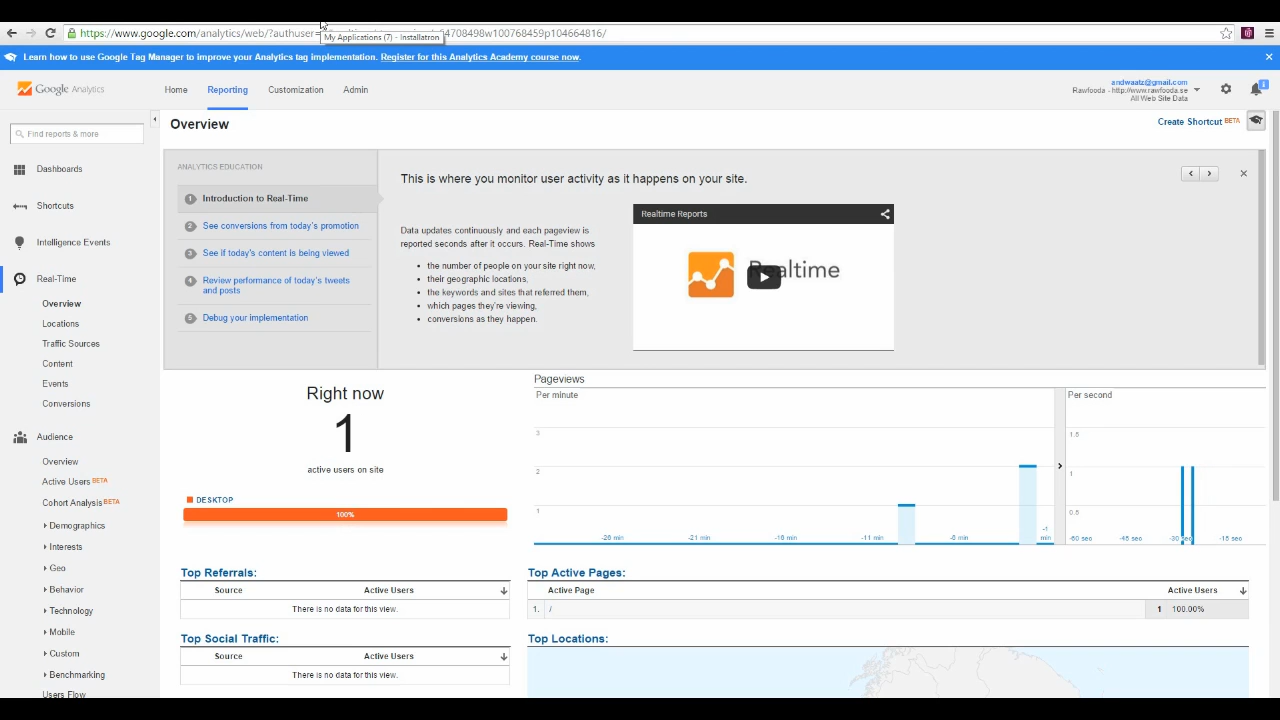 https://www.google.com/analytics/web/?authuser=
04708498w100768459p104664816/
My Applications (7) - Installatron
Learn how to use Google Tag Manager to improve your Analytics tag implementation. Register for this Analytics Academy course now.
Google Analytics
Home
Reporting
Customization
Admin
andwaatz@gmail.com
Rawfooda - http://www.rawfooda.se
All Web Site Data
1
Find reports & more
Dashboards
Shortcuts
Intelligence Events
Real-Time
Overview
Locations
Traffic Sources
Content
Events
Conversions
Audience
Overview
Active Users BETA
Cohort Analysis BETA
Demographics
Interests
Geo
Behavior
Technology
Mobile
Custom
Benchmarking
Users Flow
Overview
Create Shortcut BETA
ANALYTICS EDUCATION
1 Introduction to Real-Time
2 See conversions from today's promotion
3 See if today's content is being viewed
4 Review performance of today's tweets
and posts
5 Debug your implementation
This is where you monitor user activity as it happens on your site.
Data updates continuously and each pageview is
reported seconds after it occurs. Real-Time shows
• the number of people on your site right now,
• their geographic locations,
• the keywords and sites that referred them,
• which pages they're viewing,
• conversions as they happen.
Realtime Reports
Realtime
Right now
1
active users on site
DESKTOP
100%
Pageviews
Per minute
3
2
1
-26 min
-21 min
-16 min
-11 min
-6 min
-1
min
Per second
1.5
1
0.5
-60 sec
-45 sec
-30 sec
-15 sec
Top Referrals:
Source Active Users
There is no data for this view.
Top Active Pages:
Active Page Active Users
1. / 1 100.00%
Top Social Traffic:
Source Active Users
There is no data for this view.
Top Locations: